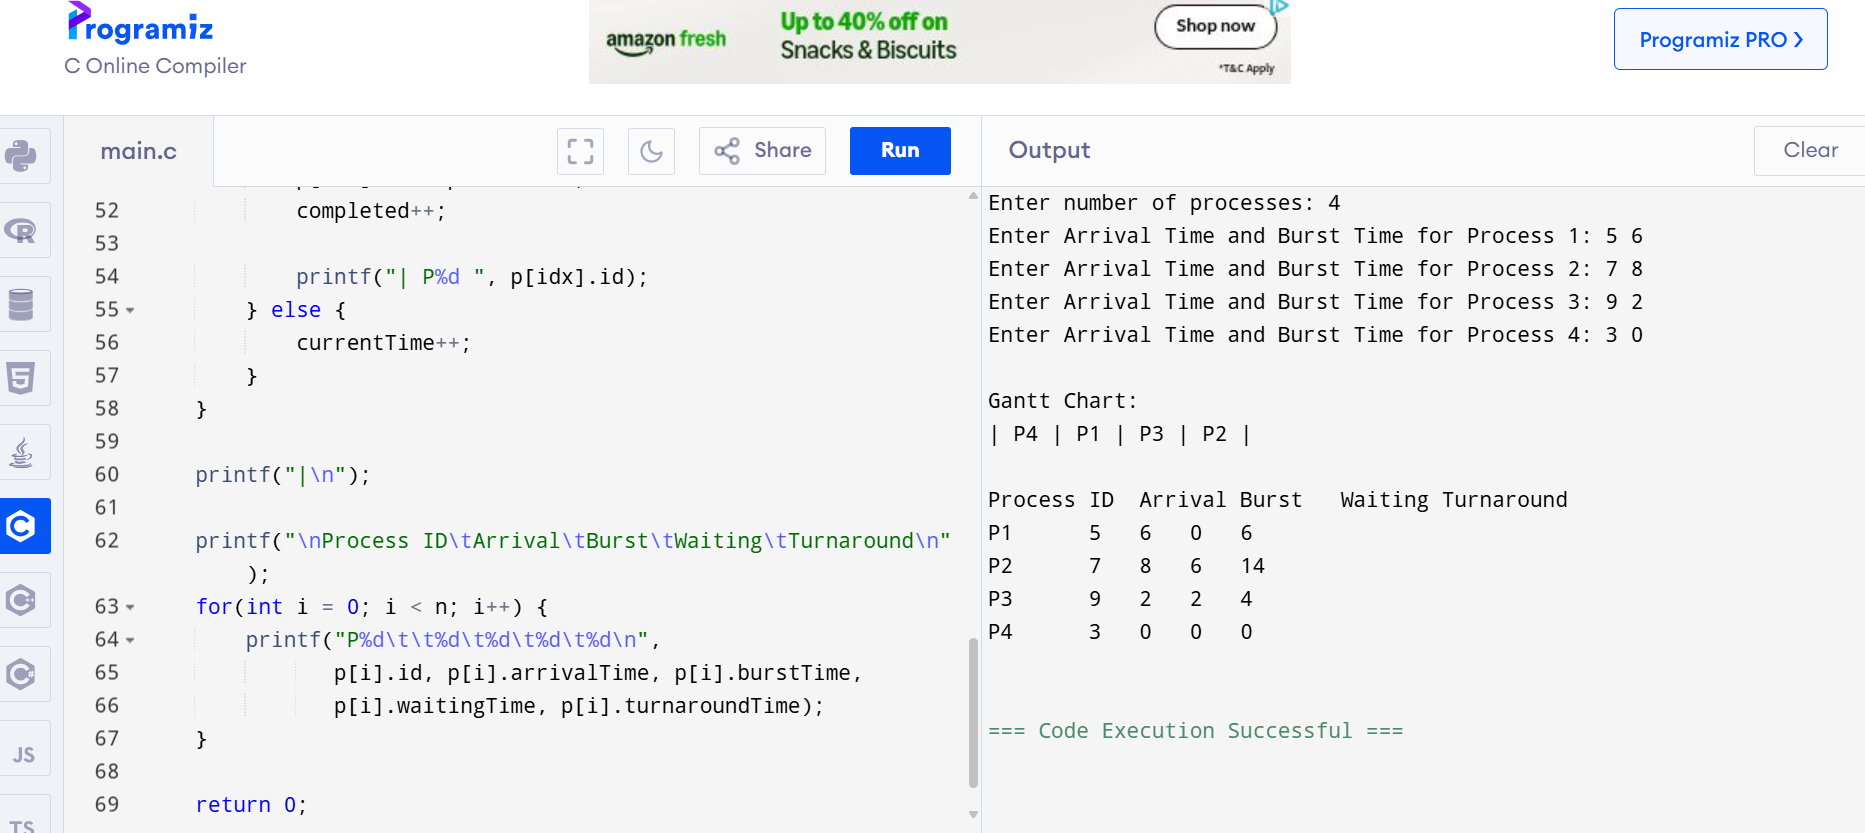 Programiz
C Online Compiler
amazon fresh
Up to 40% off on
Snacks & Biscuits
Shop now
*T&C Apply
Programiz PRO
main.c
Share
Run
Output
Clear
52 completed++;
53
54 printf("| P%d ", p[idx].id);
55 } else {
56 currentTime++;
57 }
58 }
59
60 printf("|\n");
61
62 printf("\nProcess ID\tArrival\tBurst\tWaiting\tTurnaround\n"
);
63 for(int i = 0; i < n; i++) {
64 printf("P%d\t\t%d\t%d\t%d\t%d\n",
65 p[i].id, p[i].arrivalTime, p[i].burstTime,
66 p[i].waitingTime, p[i].turnaroundTime);
67 }
68
69 return 0;
JS
TS
Enter number of processes: 4
Enter Arrival Time and Burst Time for Process 1: 5 6
Enter Arrival Time and Burst Time for Process 2: 7 8
Enter Arrival Time and Burst Time for Process 3: 9 2
Enter Arrival Time and Burst Time for Process 4: 3 0
Gantt Chart:
| P4 | P1 | P3 | P2 |
Process ID Arrival Burst Waiting Turnaround
P1 5 6 0 6
P2 7 8 6 14
P3 9 2 2 4
P4 3 0 0 0
=== Code Execution Successful ===